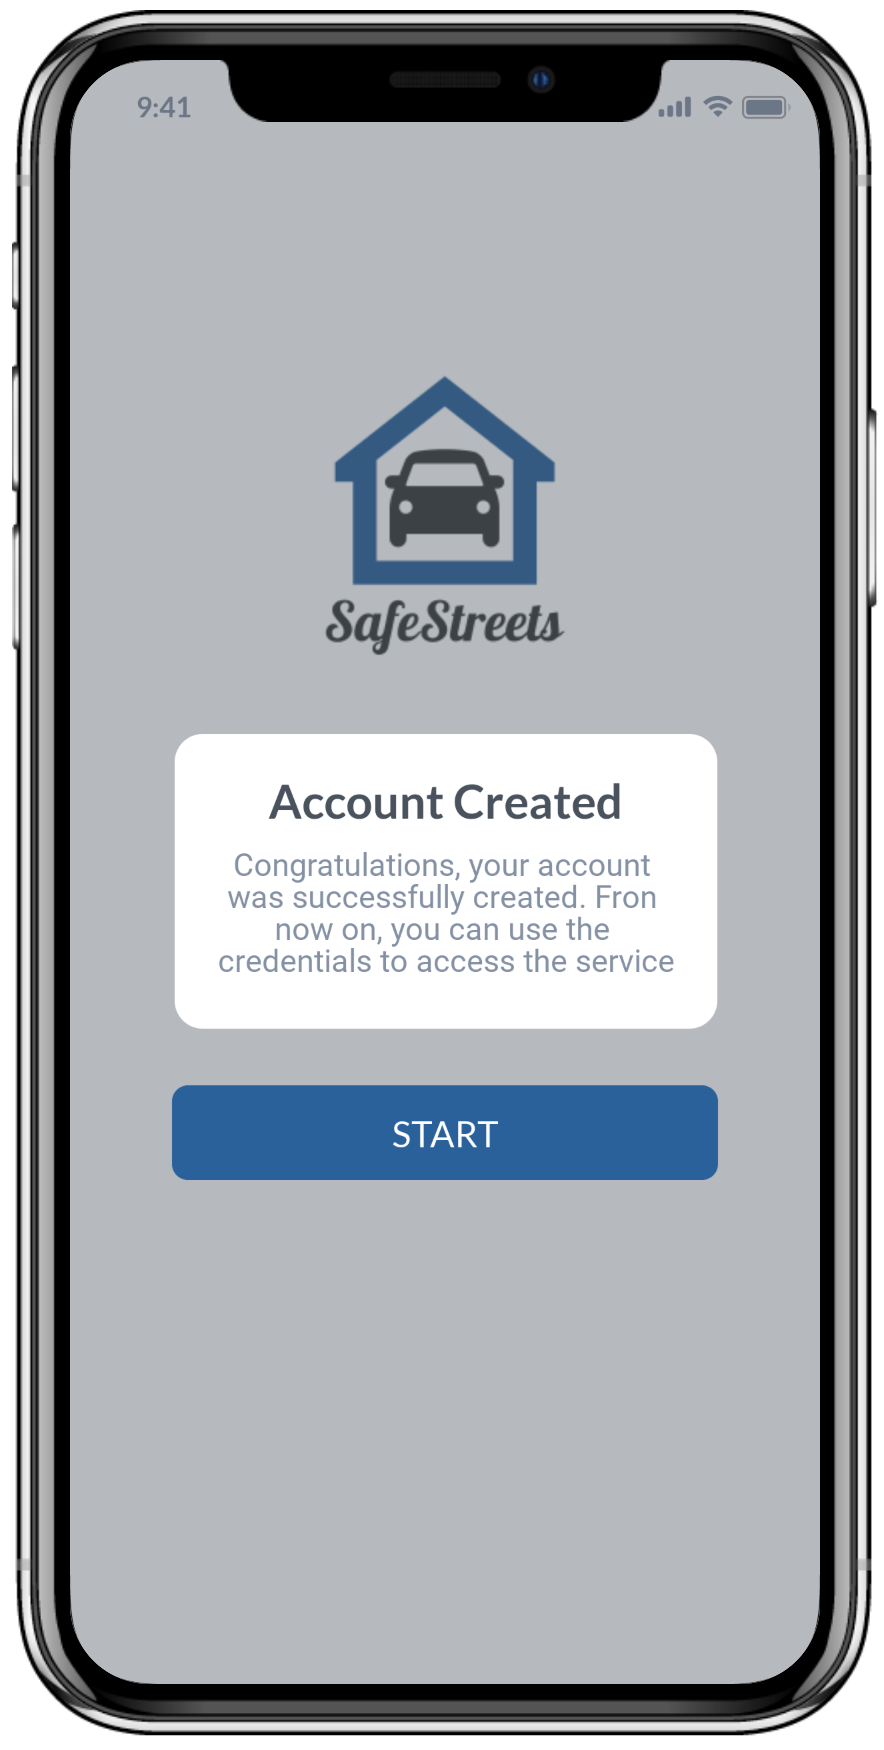 9:41
SafeStreets
Account Created
Congratulations, your account
was successfully created. Fron
now on, you can use the
credentials to access the service
START